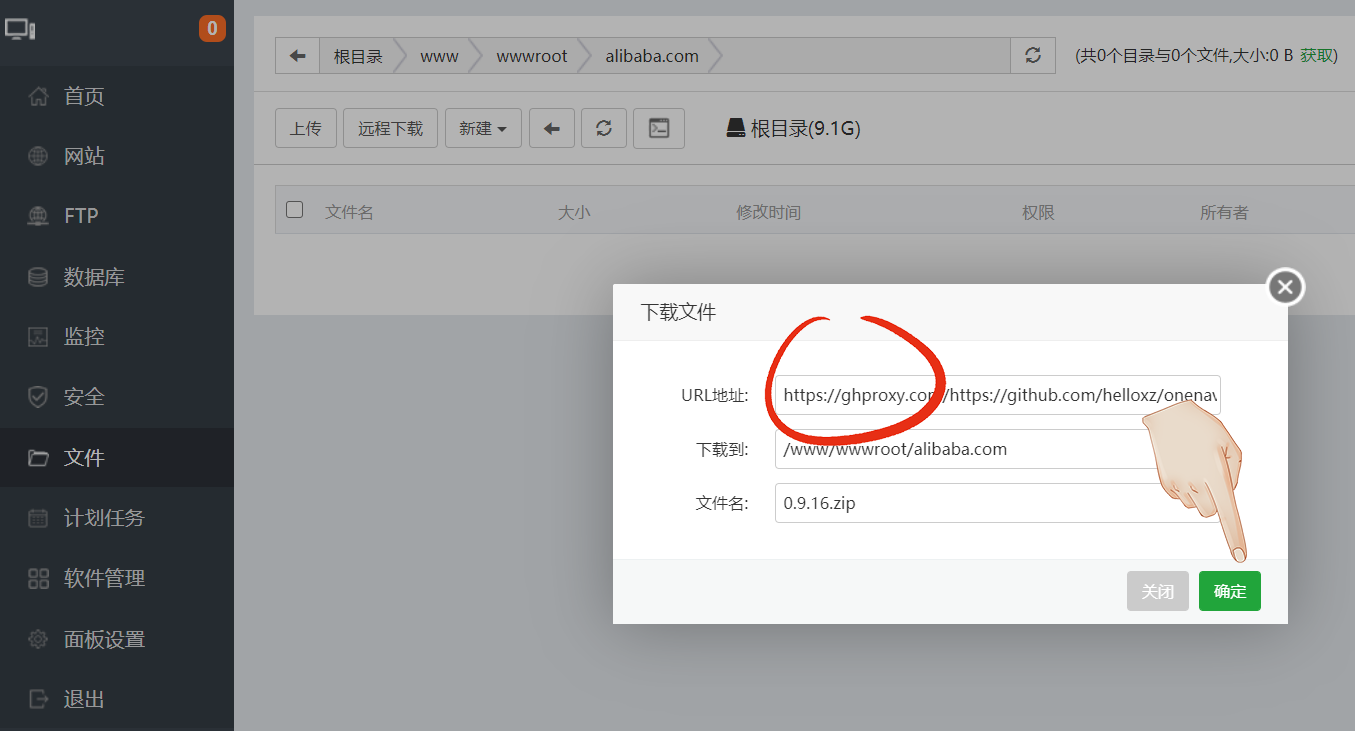 0
首页
网站
FTP
数据库
监控
安全
文件
计划任务
软件管理
面板设置
退出
根目录 www wwwroot alibaba.com (共0个目录与0个文件,大小:0 B 获取)
上传 远程下载 新建 根目录(9.1G)
文件名 大小 修改时间 权限 所有者
下载文件
URL地址: https://ghproxy.com/https://github.com/helloxz/onenav
下载到: /www/wwwroot/alibaba.com
文件名: 0.9.16.zip
关闭 确定